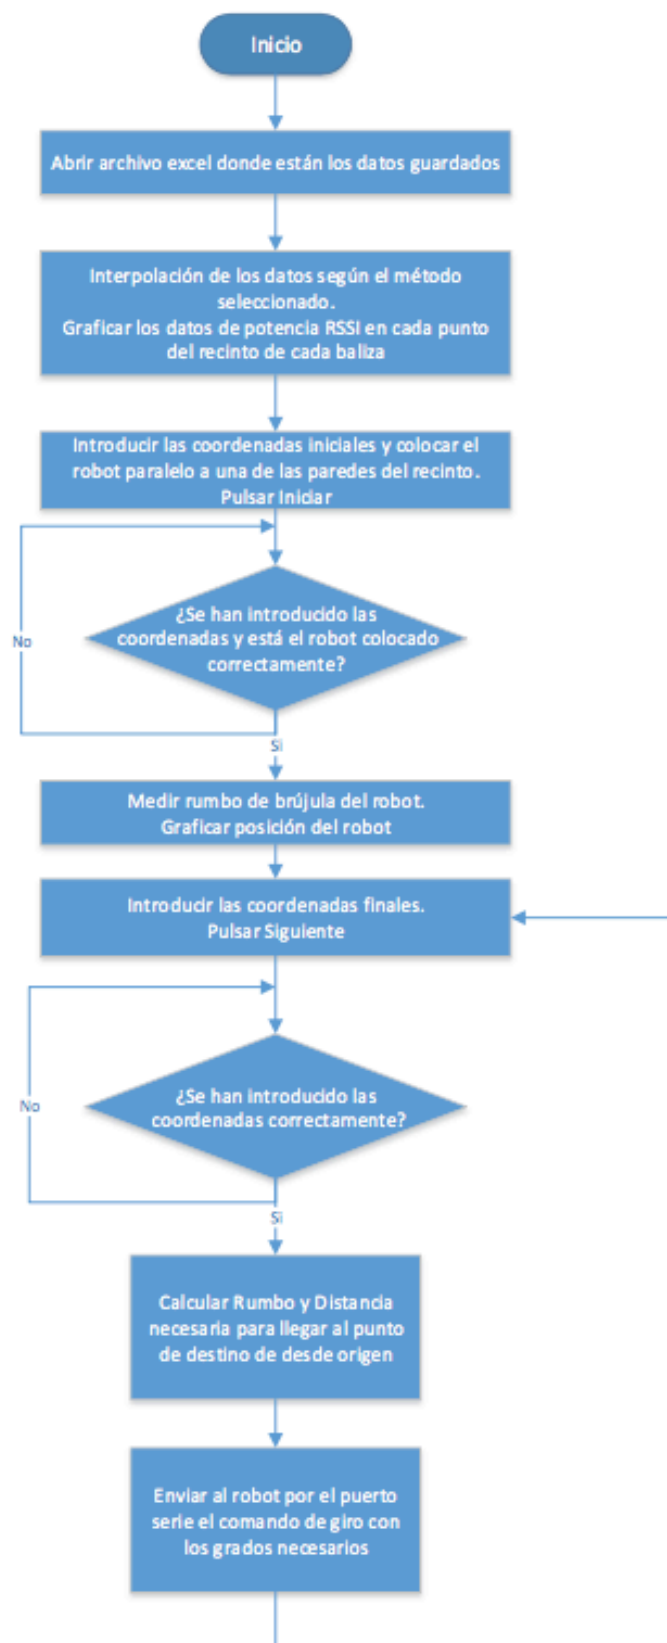 Inicio
Abrir archivo excel donde están los datos guardados
Interpolación de los datos según el método
seleccionado.
Graficar los datos de potencia RSSI en cada punto
del recinto de cada baliza
Introducir las coordenadas iniciales y colocar el
robot paralelo a una de las paredes del recinto.
Pulsar Iniciar
¿Se han introducido las
coordenadas y está el robot colocado
correctamente?
No
Si
Medir rumbo de brújula del robot.
Graficar posición del robot
Introducir las coordenadas finales.
Pulsar Siguiente
¿Se han introducido las
coordenadas correctamente?
No
Si
Calcular Rumbo y Distancia
necesaria para llegar al punto
de destino de desde origen
Enviar al robot por el puerto
serie el comando de giro con
los grados necesarios